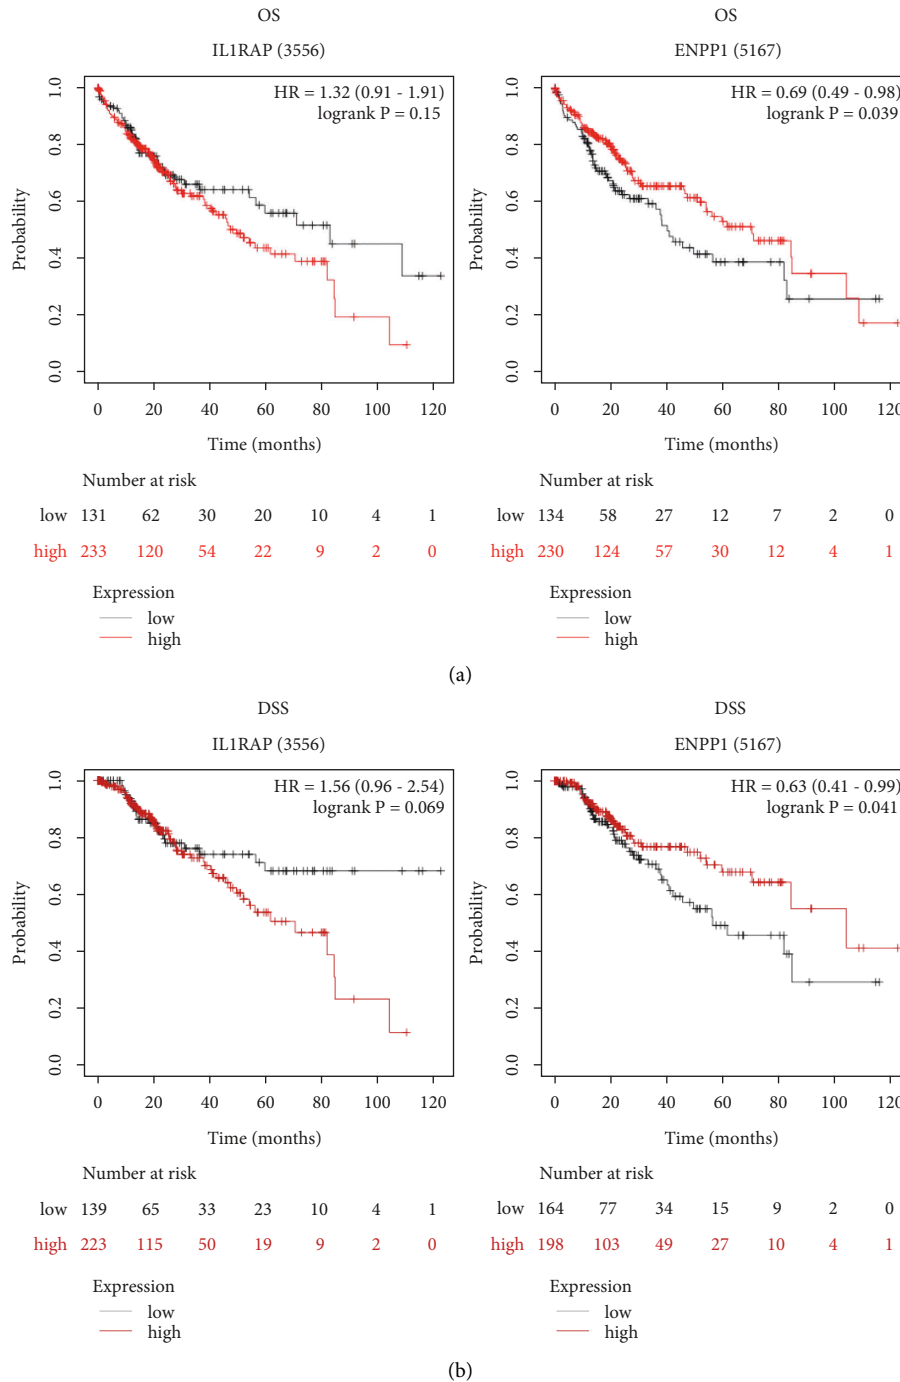 OS
IL1RAP (3556)
HR = 1.32 (0.91 - 1.91)
logrank P = 0.15
Probability
1.0
0.8
0.6
0.4
0.2
0.0
0 20 40 60 80 100 120
Time (months)
Number at risk
low 131 62 30 20 10 4 1
high 233 120 54 22 9 2 0
Expression
low
high
OS
ENPP1 (5167)
HR = 0.69 (0.49 - 0.98)
logrank P = 0.039
Probability
1.0
0.8
0.6
0.4
0.2
0.0
0 20 40 60 80 100 120
Time (months)
Number at risk
low 134 58 27 12 7 2 0
high 230 124 57 30 12 4 1
Expression
low
high
(a)
DSS
IL1RAP (3556)
HR = 1.56 (0.96 - 2.54)
logrank P = 0.069
Probability
1.0
0.8
0.6
0.4
0.2
0.0
0 20 40 60 80 100 120
Time (months)
Number at risk
low 139 65 33 23 10 4 1
high 223 115 50 19 9 2 0
Expression
low
high
DSS
ENPP1 (5167)
HR = 0.63 (0.41 - 0.99)
logrank P = 0.041
Probability
1.0
0.8
0.6
0.4
0.2
0.0
0 20 40 60 80 100 120
Time (months)
Number at risk
low 164 77 34 15 9 2 0
high 198 103 49 27 10 4 1
Expression
low
high
(b)